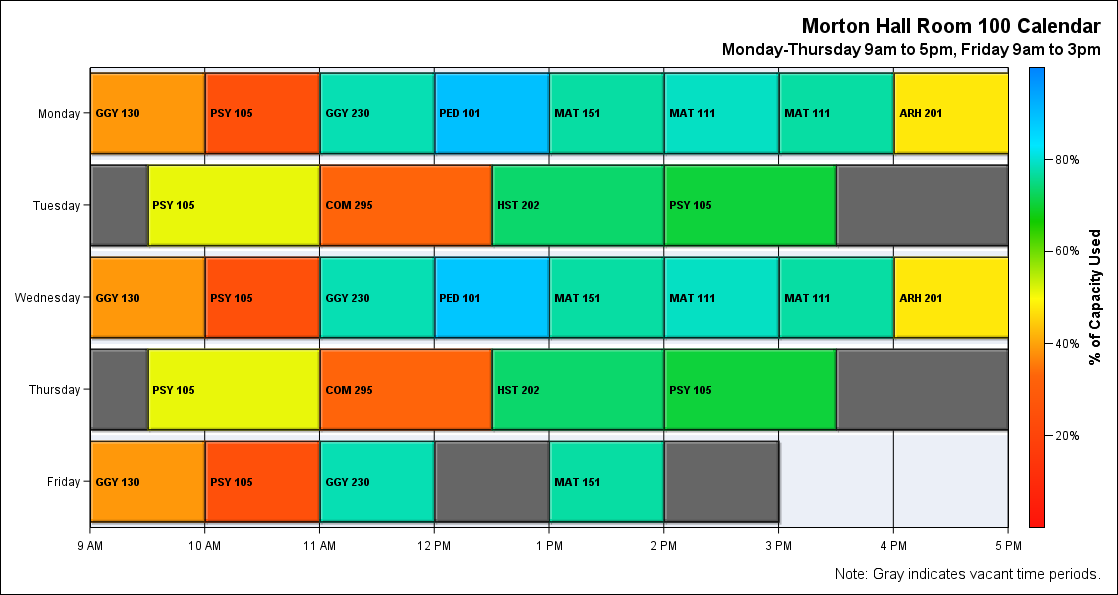 Morton Hall Room 100 Calendar
Monday-Thursday 9am to 5pm, Friday 9am to 3pm
Monday GGY 130 PSY 105 GGY 230 PED 101 MAT 151 MAT 111 MAT 111 ARH 201
Tuesday PSY 105 COM 295 HST 202 PSY 105
Wednesday GGY 130 PSY 105 GGY 230 PED 101 MAT 151 MAT 111 MAT 111 ARH 201
Thursday PSY 105 COM 295 HST 202 PSY 105
Friday GGY 130 PSY 105 GGY 230 MAT 151
9 AM 10 AM 11 AM 12 PM 1 PM 2 PM 3 PM 4 PM 5 PM
80%
60%
40%
20%
% of Capacity Used
Note: Gray indicates vacant time periods.